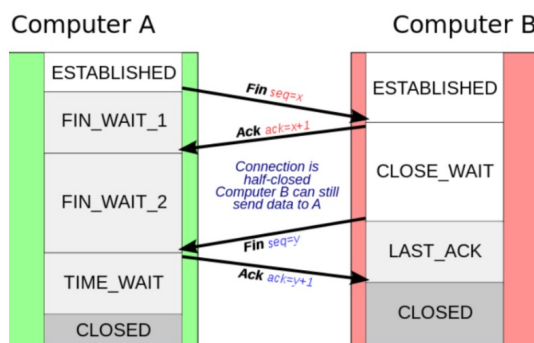 Computer A
Computer B
ESTABLISHED
ESTABLISHED
Fin seq=x
FIN_WAIT_1
Ack ack=x+1
Connection is
half-closed
Computer B can still
send data to A
CLOSE_WAIT
FIN_WAIT_2
Fin seq=y
LAST_ACK
TIME_WAIT
Ack ack=y+1
CLOSED
CLOSED